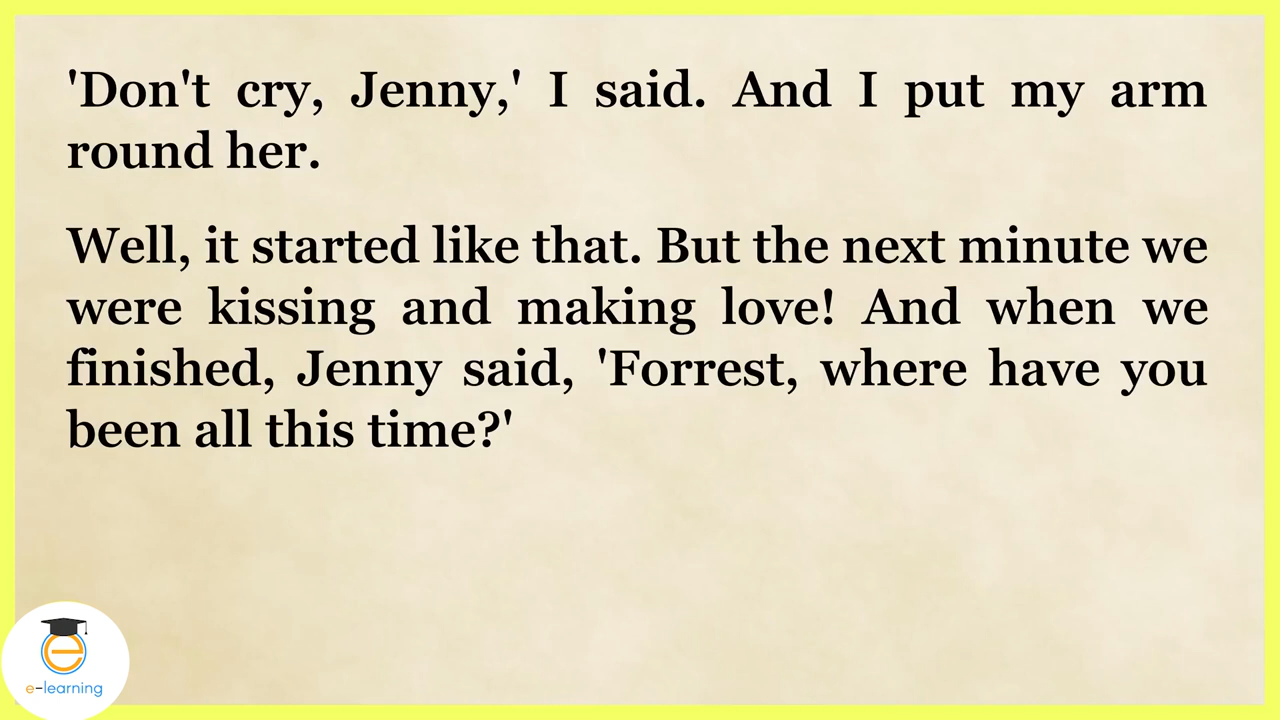 'Don't cry, Jenny,' I said. And I put my arm
round her.
Well, it started like that. But the next minute we
were kissing and making love! And when we
finished, Jenny said, 'Forrest, where have you
been all this time?'
e-learning